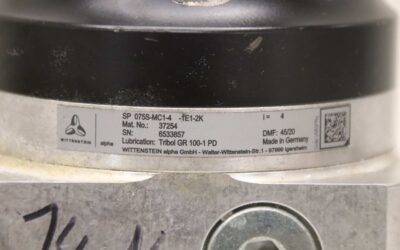 SP 075S-MC1-4 -1E1-2K i = 4
Mat. No.: 37254
SN: 6533857 DMF: 45/20
Lubrication: Tribol GR 100-1 PD Made in Germany
WITTENSTEIN alpha
WITTENSTEIN alpha GmbH - Walter-Wittenstein-Str.1 - 97999 Igersheim